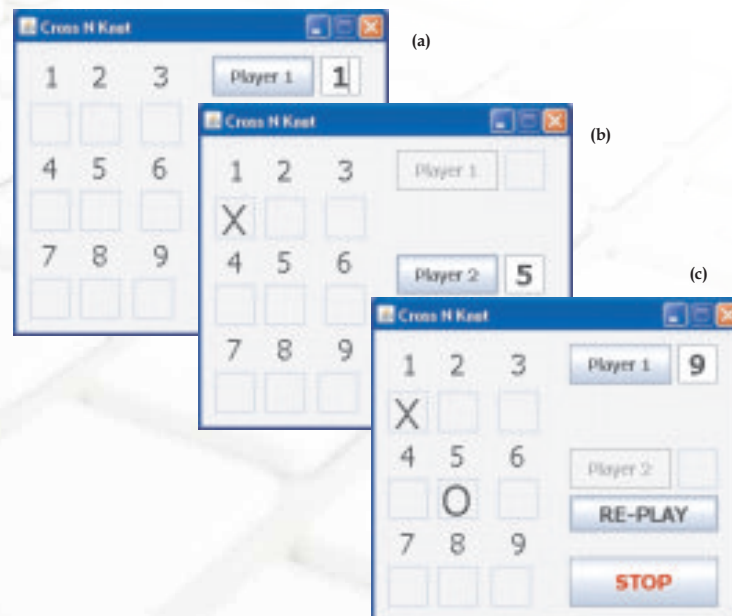 Cross N Knot
(a)
1 2 3 Player 1 1
4 5 6
7 8 9
Cross N Knot
(b)
1 2 3 Player 1
X
4 5 6 Player 2 5
7 8 9
(c)
Cross N Knot
1 2 3 Player 1 9
X
4 5 6 Player 2
O
RE-PLAY
7 8 9
STOP